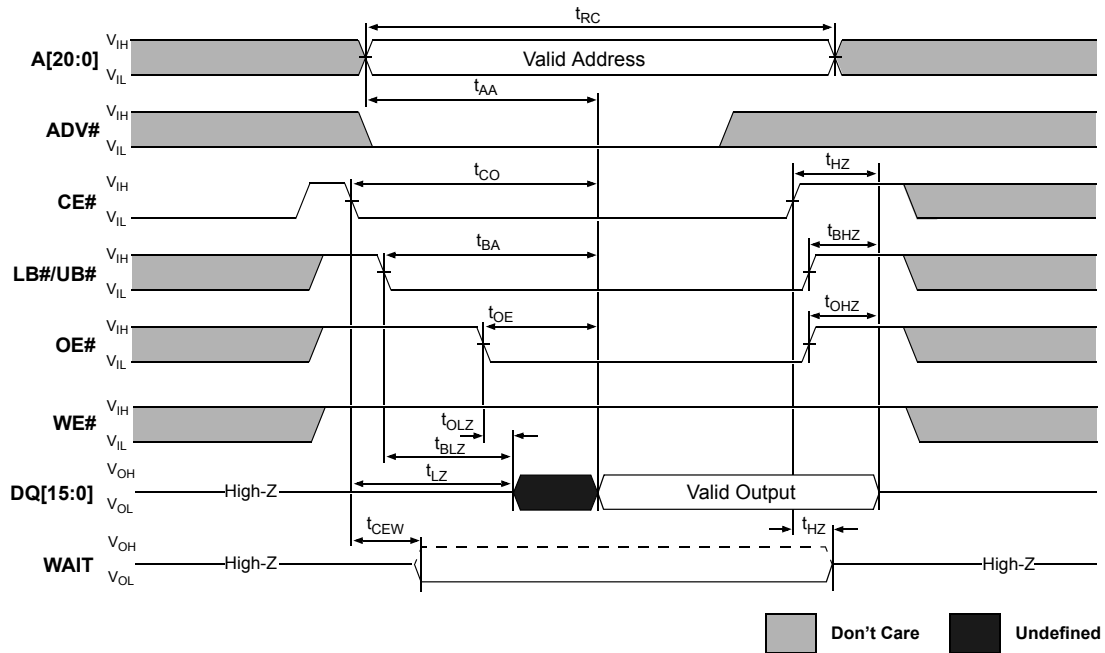 tRC
A[20:0] VIH VIL Valid Address
tAA
ADV# VIH VIL
tCO tHZ
CE# VIH VIL
tBA tBHZ
LB#/UB# VIH VIL
tOE tOHZ
OE# VIH VIL
WE# VIH VIL
tOLZ
tBLZ
tLZ
DQ[15:0] VOH VOL High-Z Valid Output
tCEW tHZ
WAIT VOH VOL High-Z High-Z
Don't Care Undefined